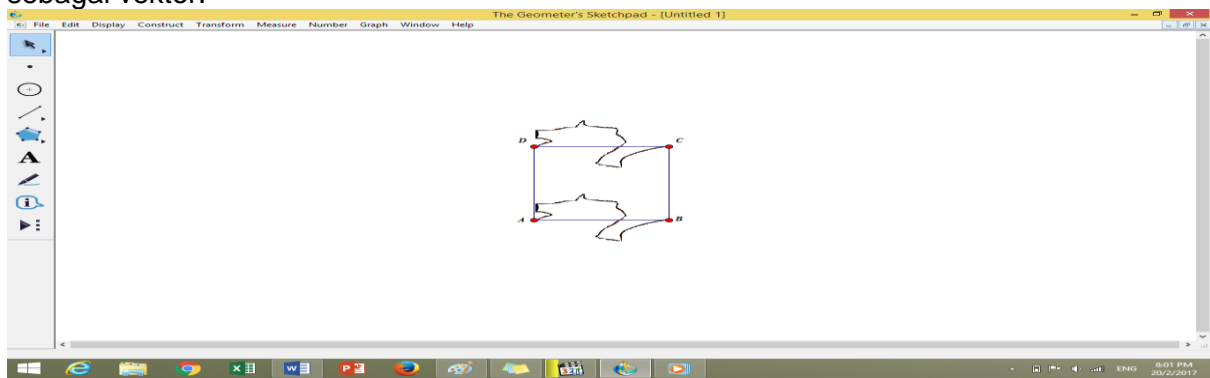 sebagai vektor.
The Geometer's Sketchpad - [Untitled 1]
File Edit Display Construct Transform Measure Number Graph Window Help
A
D C
A B
ENG 8:01 PM
20/2/2017